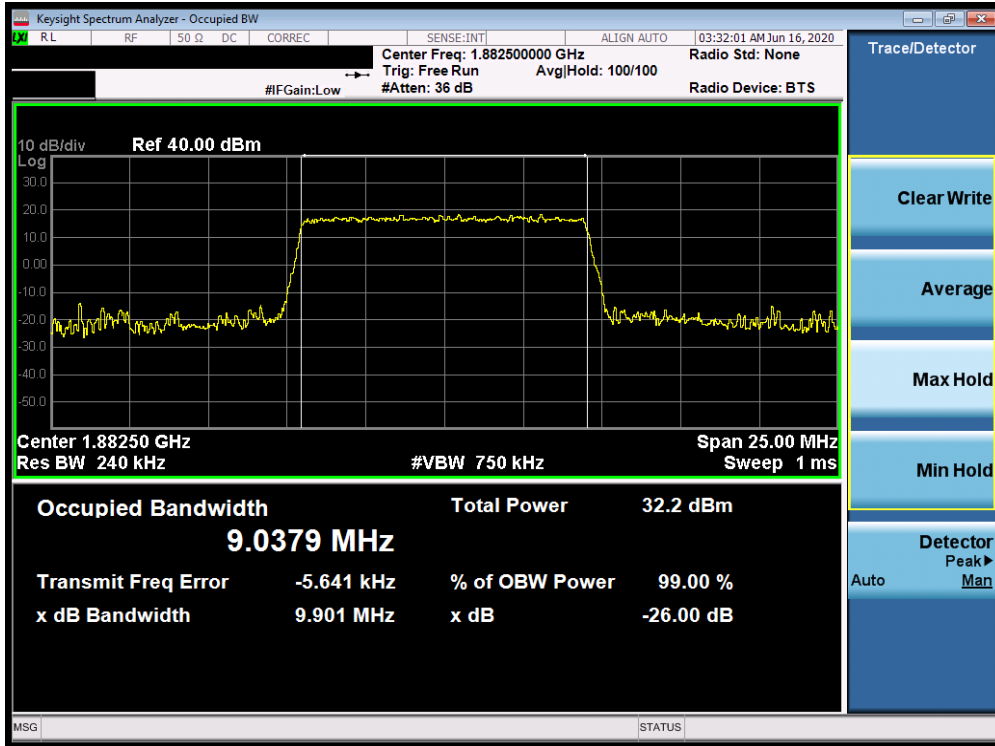 Keysight Spectrum Analyzer - Occupied BW
LXI RL RF 50 Ω DC CORREC SENSE:INT ALIGN AUTO 03:32:01 AM Jun 16, 2020
Center Freq: 1.882500000 GHz Radio Std: None
Trig: Free Run Avg|Hold: 100/100
#IFGain:Low #Atten: 36 dB Radio Device: BTS
Trace/Detector
10 dB/div Ref 40.00 dBm
Log
30.0
20.0
10.0
0.00
-10.0
-20.0
-30.0
-40.0
-50.0
Center 1.88250 GHz Span 25.00 MHz
Res BW 240 kHz #VBW 750 kHz Sweep 1 ms
Occupied Bandwidth Total Power 32.2 dBm
9.0379 MHz
Transmit Freq Error -5.641 kHz % of OBW Power 99.00 %
x dB Bandwidth 9.901 MHz x dB -26.00 dB
Clear Write
Average
Max Hold
Min Hold
Detector
Peak▶
Auto Man
MSG STATUS